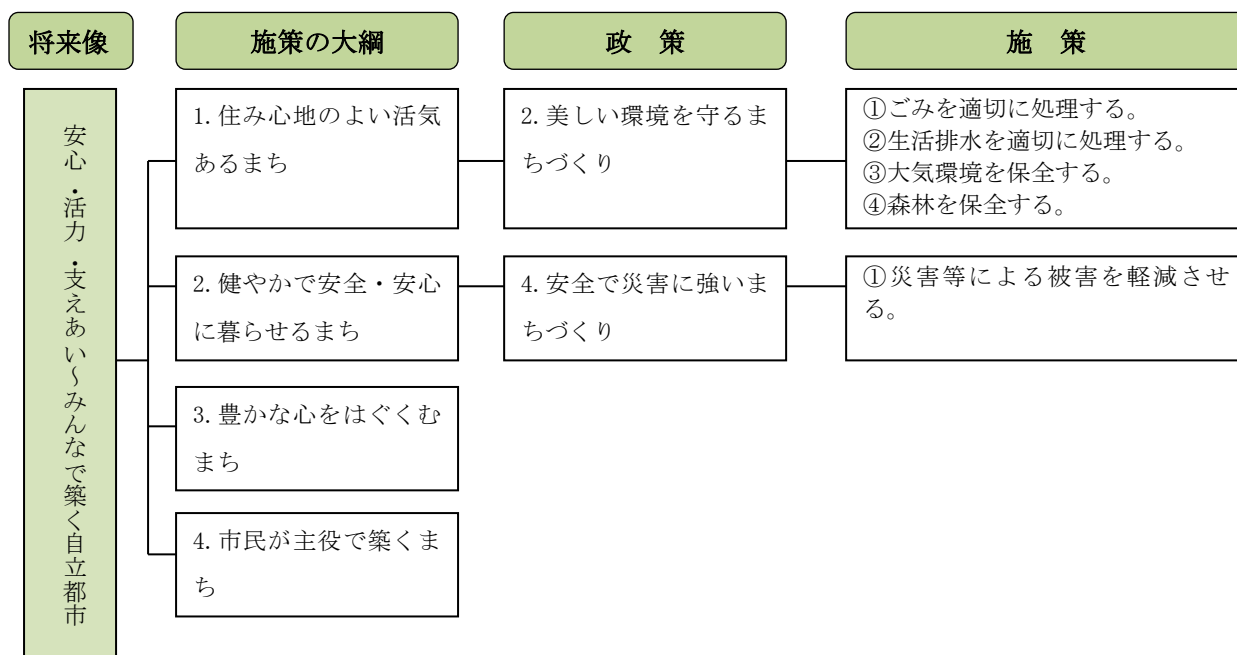 将来像
施策の大綱
政　策
施　策
安心・活力・支えあい～みんなで築く自立都市
1.住み心地のよい活気
あるまち
2.美しい環境を守るま
ちづくり
①ごみを適切に処理する。
②生活排水を適切に処理する。
③大気環境を保全する。
④森林を保全する。
2.健やかで安全・安心
に暮らせるまち
4.安全で災害に強いま
ちづくり
①災害等による被害を軽減させ
る。
3.豊かな心をはぐくむ
まち
4.市民が主役で築くま
ち